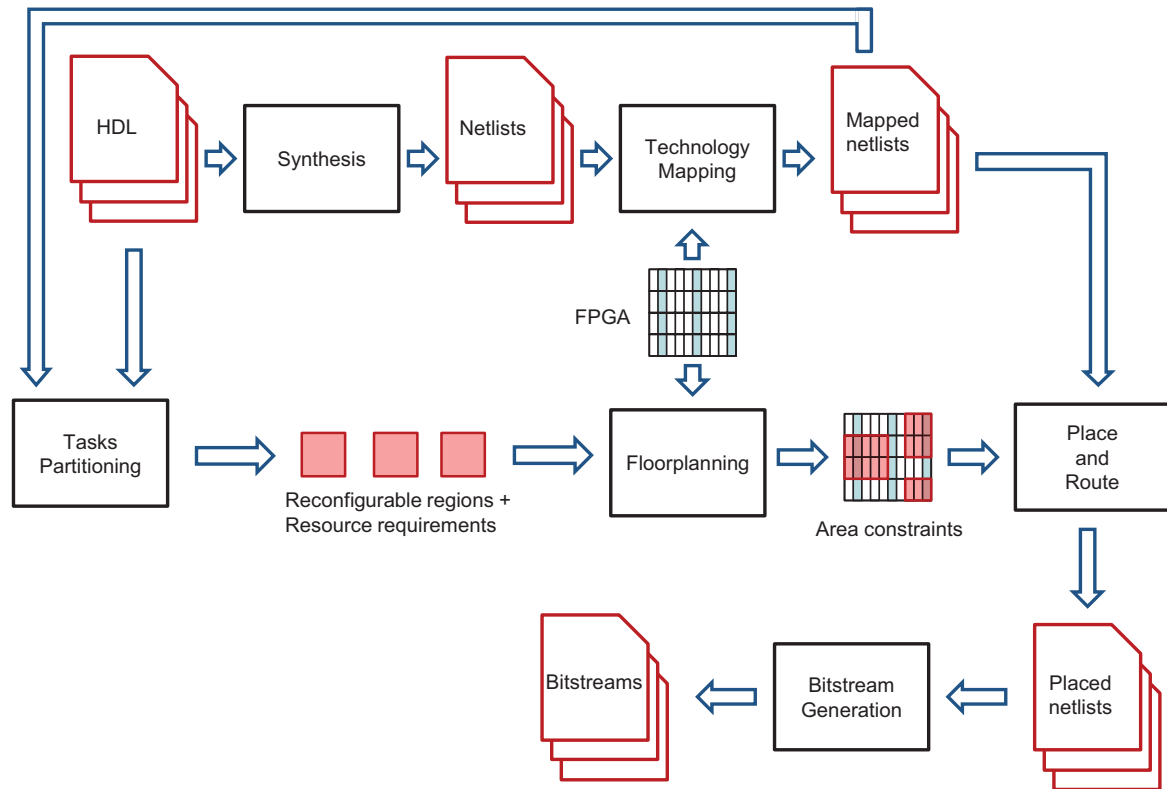 HDL
Synthesis
Netlists
Technology
Mapping
Mapped
netlists
FPGA
Tasks
Partitioning
Reconfigurable regions +
Resource requirements
Floorplanning
Area constraints
Place
and
Route
Bitstreams
Bitstream
Generation
Placed
netlists